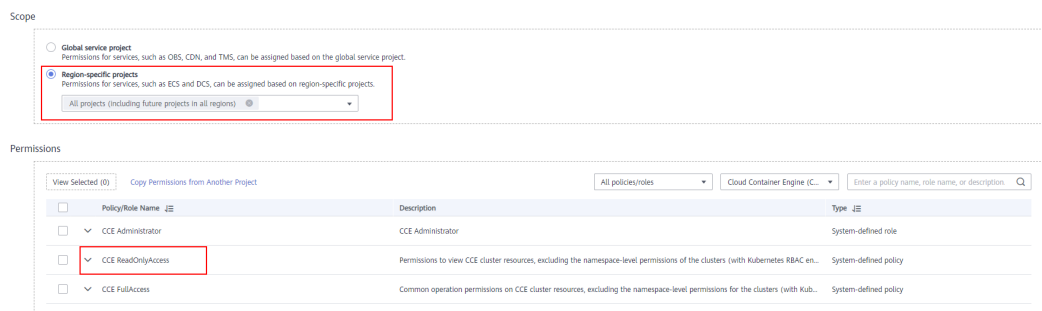 Scope
Global service project
Permissions for services, such as OBS, CDN, and TMS, can be assigned based on the global service project.
Region-specific projects
Permissions for services, such as ECS and DCS, can be assigned based on region-specific projects.
All projects (Including future projects in all regions)
Permissions
View Selected (0) Copy Permissions from Another Project All policies/roles Cloud Container Engine (C... Enter a policy name, role name, or description.
Policy/Role Name Description Type
CCE Administrator CCE Administrator System-defined role
CCE ReadOnlyAccess Permissions to view CCE cluster resources, excluding the namespace-level permissions of the clusters (with Kubernetes RBAC en... System-defined policy
CCE FullAccess Common operation permissions on CCE cluster resources, excluding the namespace-level permissions for the clusters (with Kub... System-defined policy